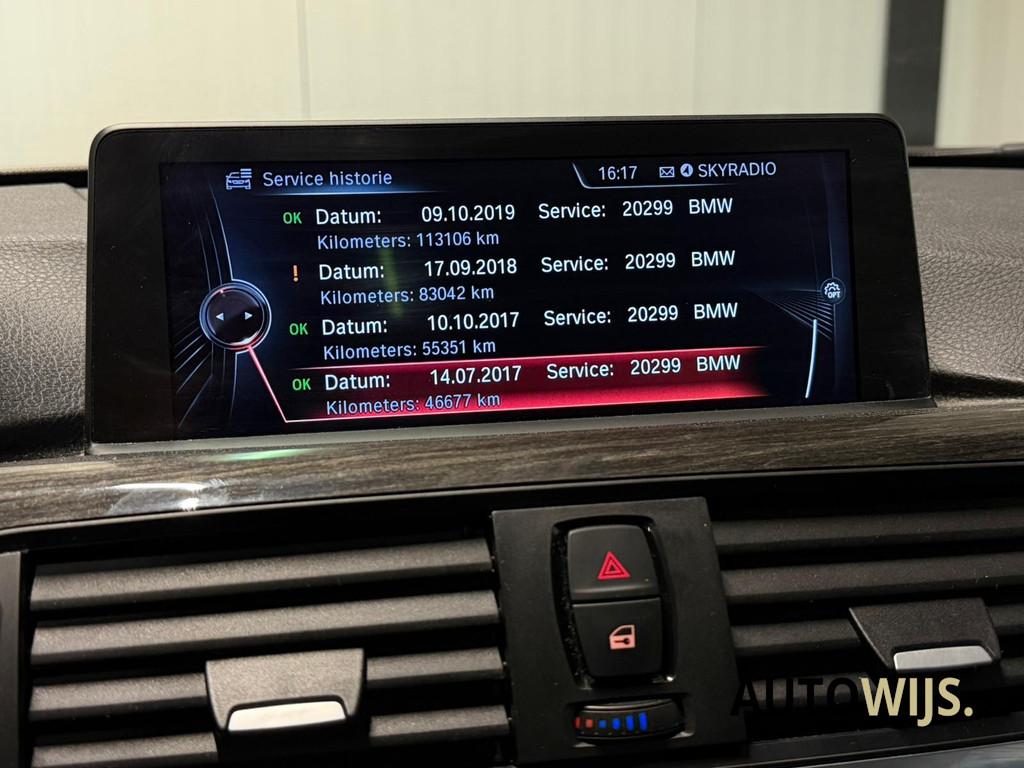 Service historie 16:17 SKYRADIO
OK Datum: 09.10.2019 Service: 20299 BMW
Kilometers: 113106 km
! Datum: 17.09.2018 Service: 20299 BMW
Kilometers: 83042 km
OK Datum: 10.10.2017 Service: 20299 BMW
Kilometers: 55351 km
OPT
OK Datum: 14.07.2017 Service: 20299 BMW
Kilometers: 46677 km
AUTOWIJS.